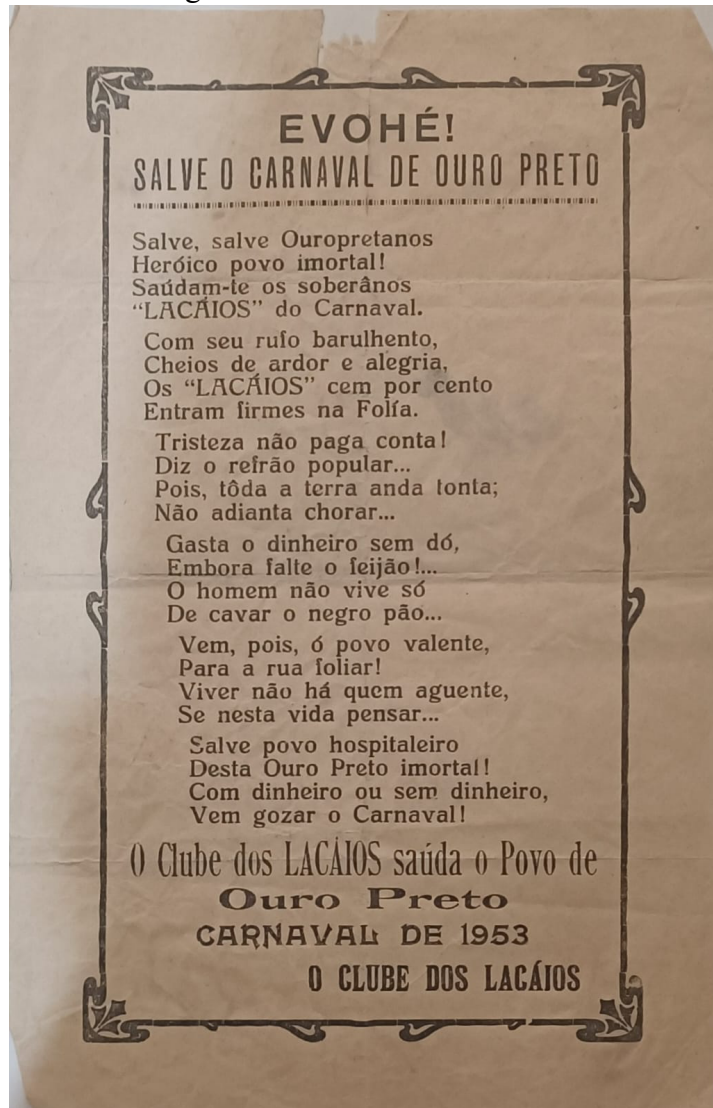 EVOHÉ!
SALVE O CARNAVAL DE OURO PRETO
Salve, salve Ouropretanos
Heróico povo imortal!
Saúdam-te os soberânos
“LACÁIOS” do Carnaval.
Com seu rufo barulhento,
Cheios de ardor e alegria,
Os “LACÁIOS” cem por cento
Entram firmes na Folía.
Tristeza não paga conta!
Diz o refrão popular...
Pois, tôda a terra anda tonta;
Não adianta chorar...
Gasta o dinheiro sem dó,
Embora falte o feijão!...
O homem não vive só
De cavar o negro pão...
Vem, pois, ó povo valente,
Para a rua foliar!
Viver não há quem aguente,
Se nesta vida pensar...
Salve povo hospitaleiro
Desta Ouro Preto imortal!
Com dinheiro ou sem dinheiro,
Vem gozar o Carnaval!
O Clube dos LACÁIOS saúda o Povo de
Ouro Preto
CARNAVAL DE 1953
O CLUBE DOS LACÁIOS